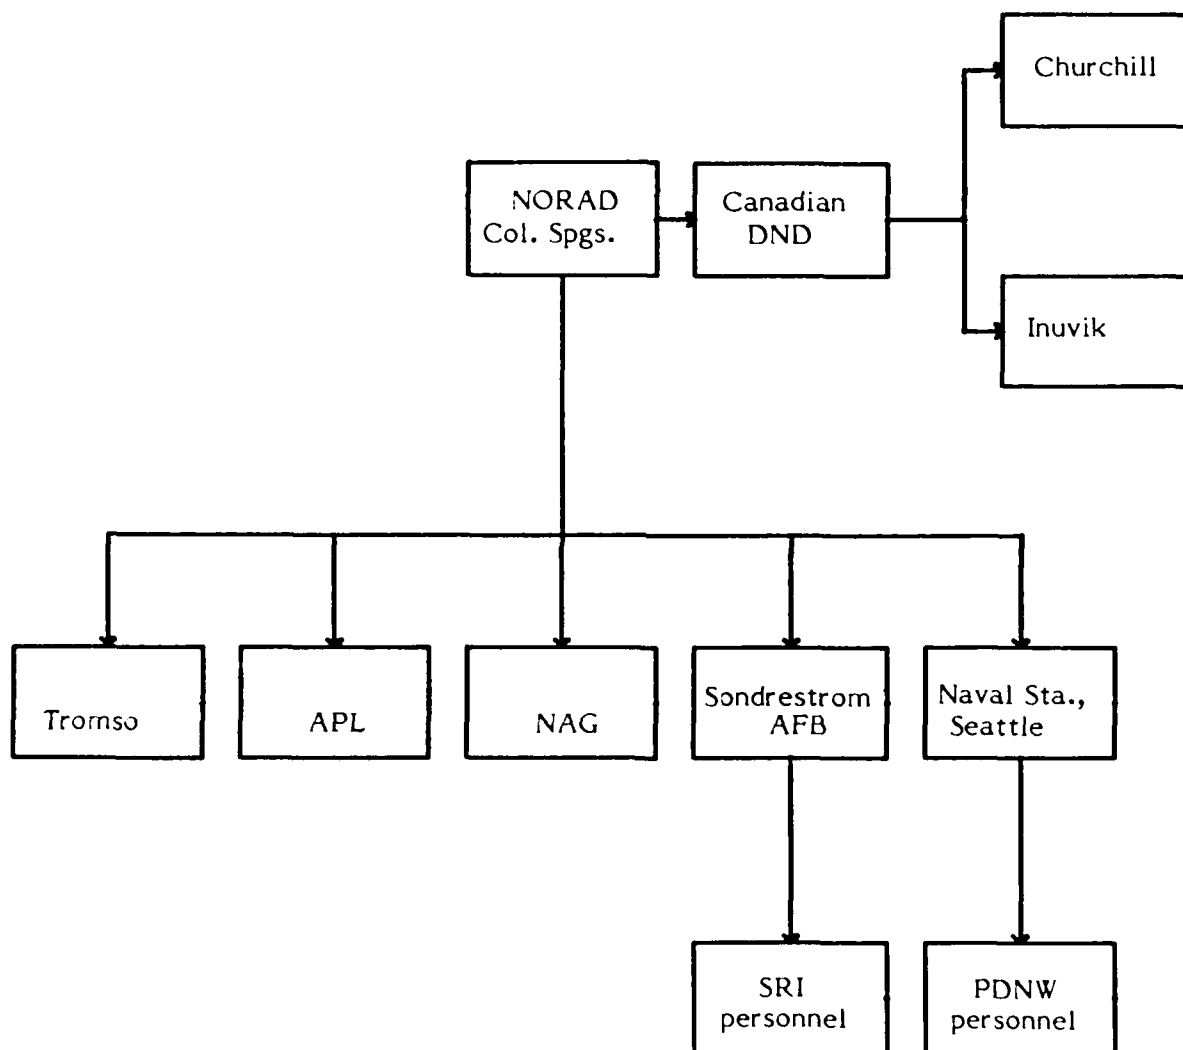 Churchill
NORAD
Col. Spgs.
Canadian
DND
Inuvik
Tromso
APL
NAG
Sondrestrom
AFB
Naval Sta.,
Seattle
SRI
personnel
PDNW
personnel